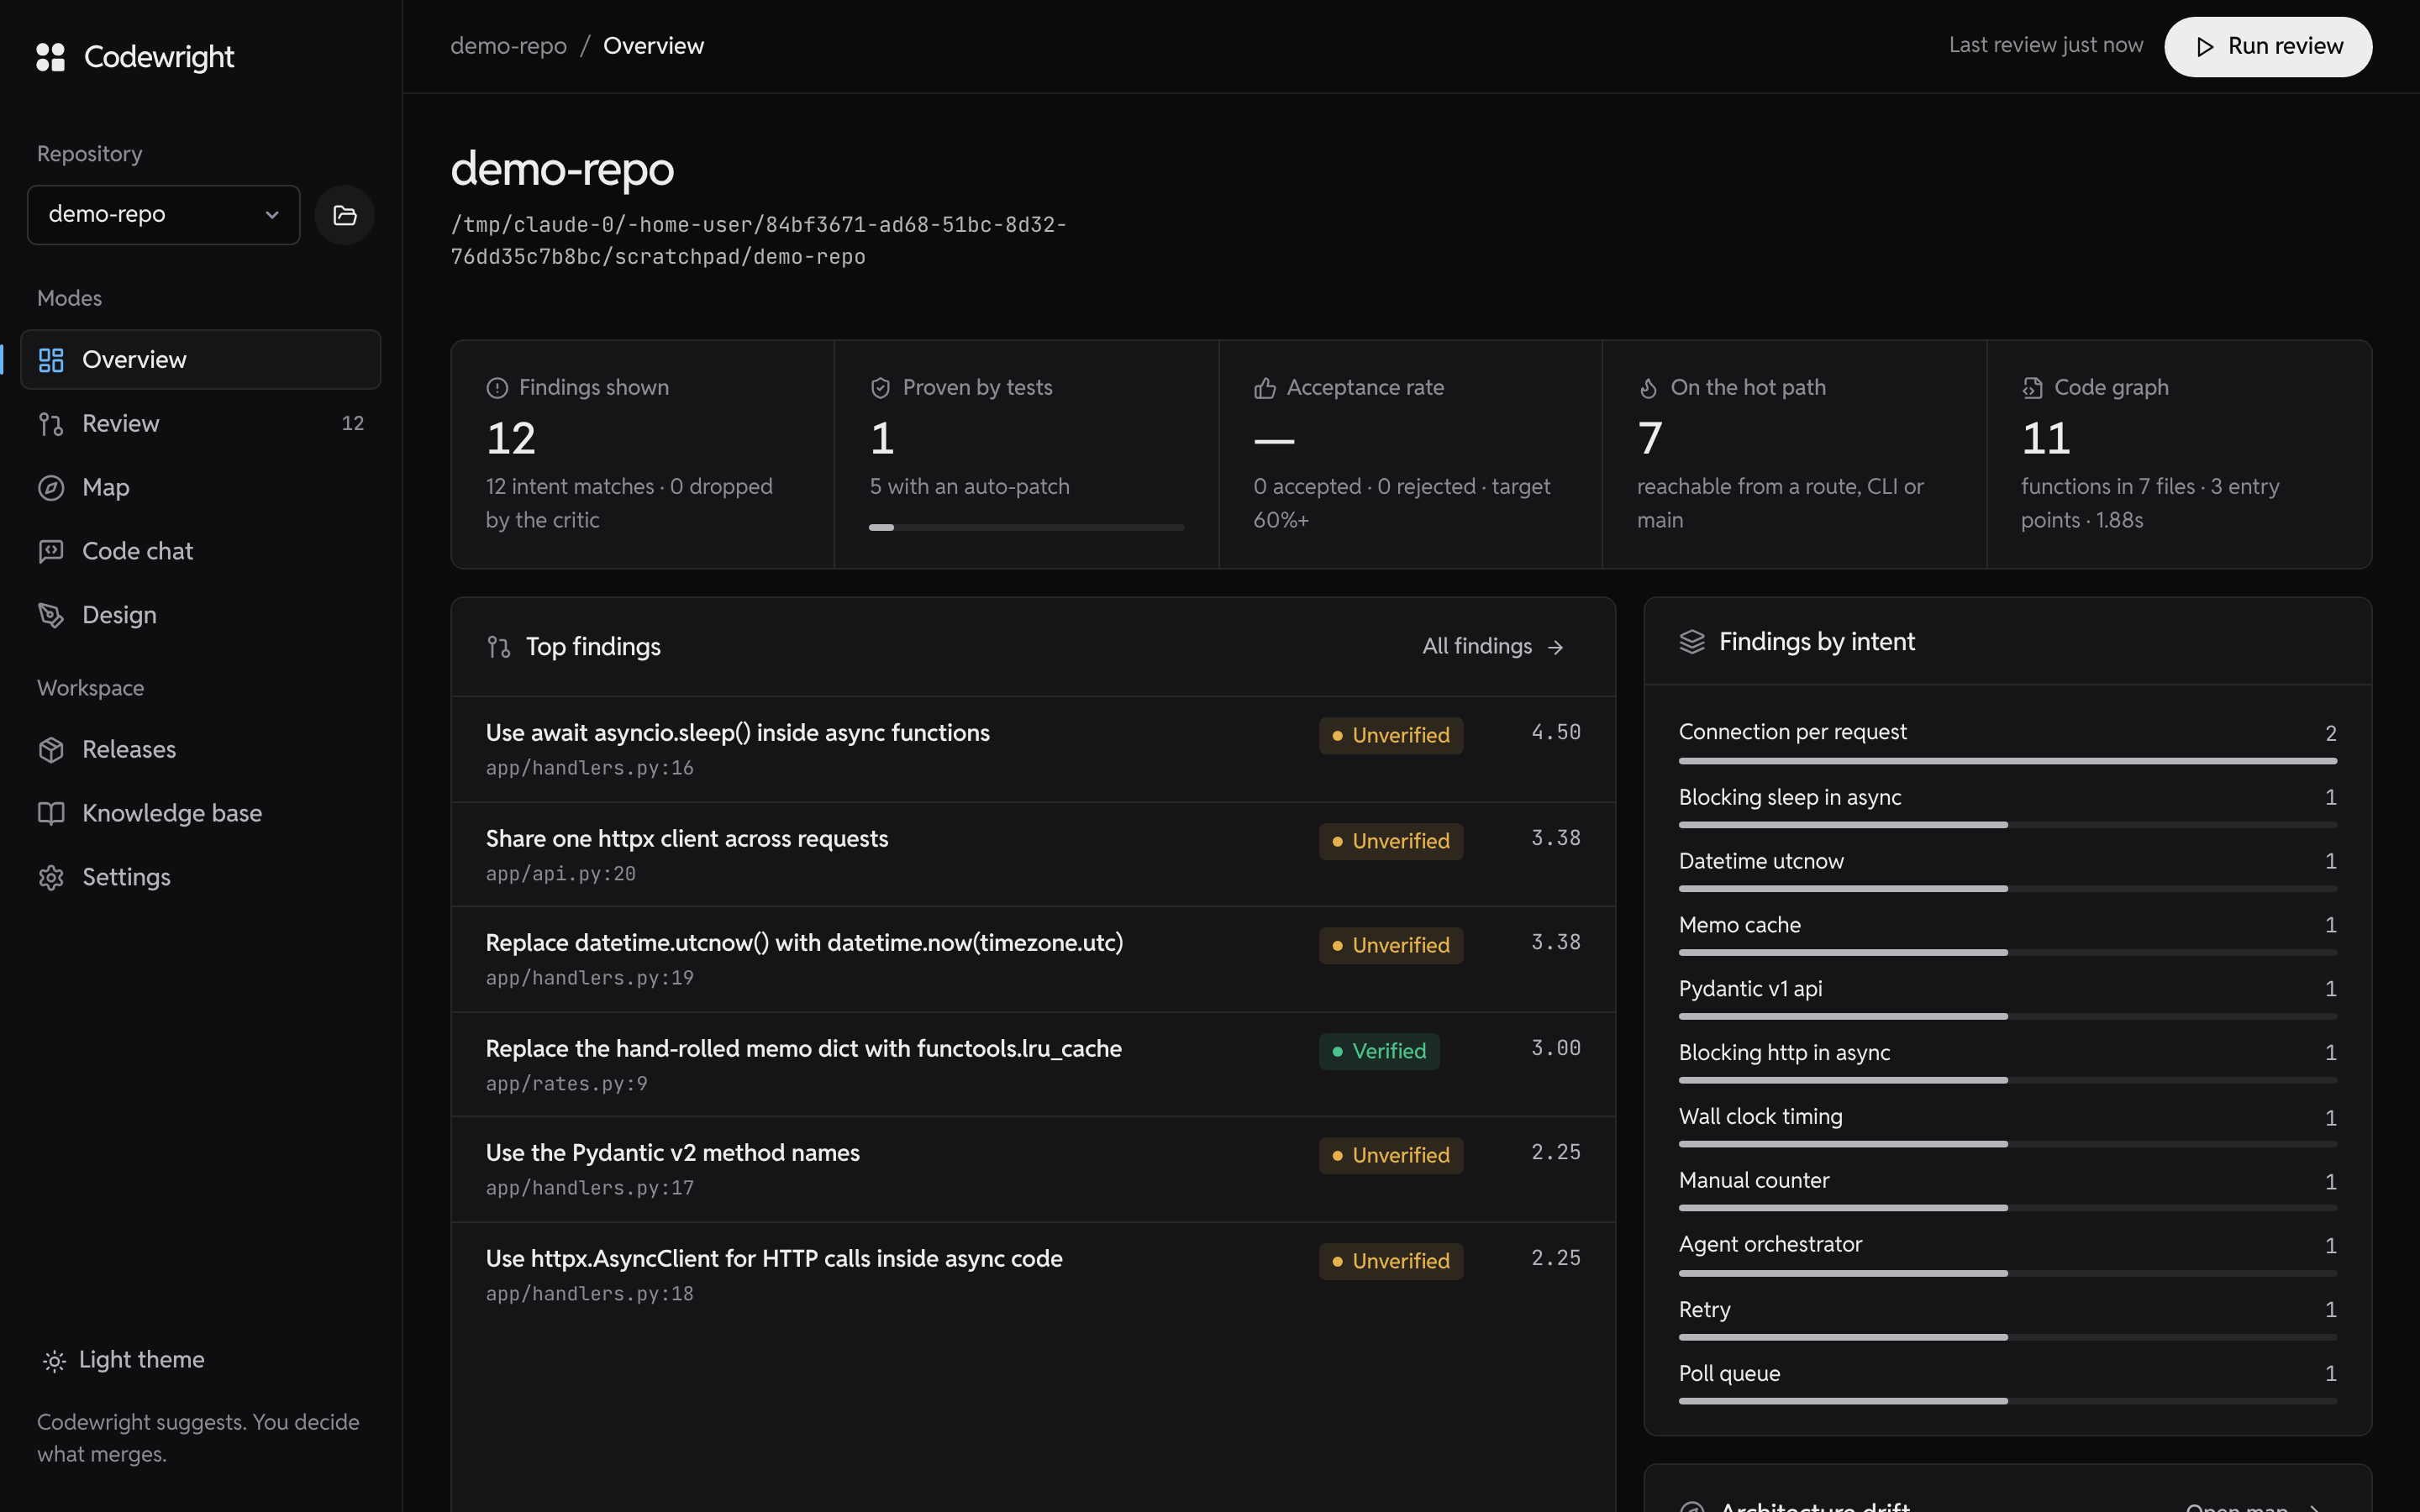 Codewright
Repository
demo-repo
Modes
Overview
Review 12
Map
Code chat
Design
Workspace
Releases
Knowledge base
Settings
Light theme
Codewright suggests. You decide
what merges.
demo-repo / Overview
Last review just now
Run review
demo-repo
/tmp/claude-0/-home-user/84bf3671-ad68-51bc-8d32-
76dd35c7b8bc/scratchpad/demo-repo
Findings shown
12
12 intent matches · 0 dropped
by the critic
Proven by tests
1
5 with an auto-patch
Acceptance rate
—
0 accepted · 0 rejected · target
60%+
On the hot path
7
reachable from a route, CLI or
main
Code graph
11
functions in 7 files · 3 entry
points · 1.88s
Top findings
All findings →
Use await asyncio.sleep() inside async functions
Unverified 4.50
app/handlers.py:16
Share one httpx client across requests
Unverified 3.38
app/api.py:20
Replace datetime.utcnow() with datetime.now(timezone.utc)
Unverified 3.38
app/handlers.py:19
Replace the hand-rolled memo dict with functools.lru_cache
Verified 3.00
app/rates.py:9
Use the Pydantic v2 method names
Unverified 2.25
app/handlers.py:17
Use httpx.AsyncClient for HTTP calls inside async code
Unverified 2.25
app/handlers.py:18
Findings by intent
Connection per request 2
Blocking sleep in async 1
Datetime utcnow 1
Memo cache 1
Pydantic v1 api 1
Blocking http in async 1
Wall clock timing 1
Manual counter 1
Agent orchestrator 1
Retry 1
Poll queue 1
Architecture drift
Open map